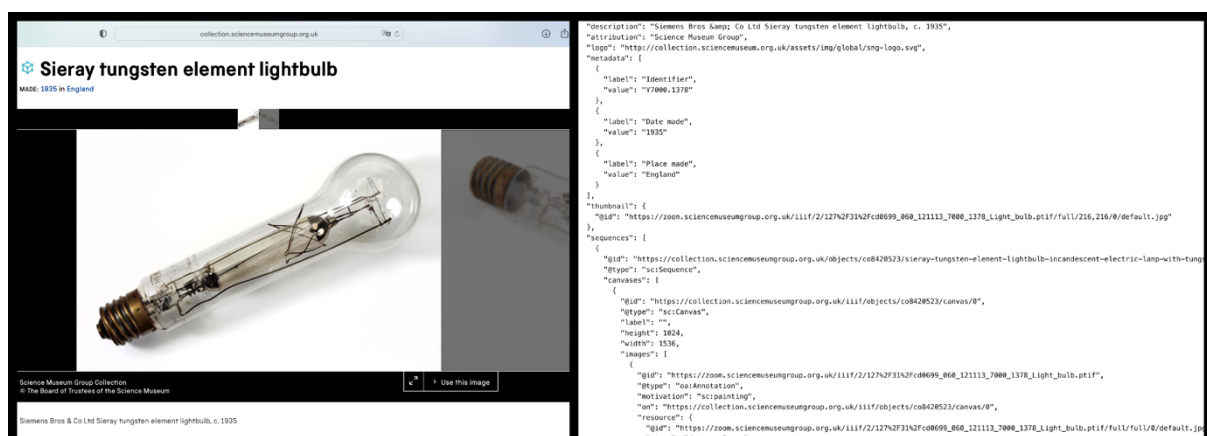 collection.sciencemuseumgroup.org.uk
Sieray tungsten element lightbulb
MADE: 1935 in England
Science Museum Group Collection
© The Board of Trustees of the Science Museum
> Use this image
Siemens Bros & Co Ltd Sieray tungsten element lightbulb, c. 1935
"description": "Siemens Bros &amp; Co Ltd Sieray tungsten element lightbulb, c. 1935",
"attribution": "Science Museum Group",
"logo": "http://collection.sciencemuseum.org.uk/assets/img/global/smg-logo.svg",
"metadata": [
{
"label": "Identifier",
"value": "Y7000.1378"
},
{
"label": "Date made",
"value": "1935"
},
{
"label": "Place made",
"value": "England"
}
],
"thumbnail": {
"@id": "https://zoom.sciencemuseumgroup.org.uk/iiif/2/127%2F31%2Fcd0699_060_121113_7000_1378_Light_bulb.ptif/full/216,216/0/default.jpg"
},
"sequences": [
{
"@id": "https://collection.sciencemuseumgroup.org.uk/objects/co8420523/sieray-tungsten-element-lightbulb-incandescent-electric-lamp-with-tungs
"@type": "sc:Sequence",
"canvases": [
{
"@id": "https://collection.sciencemuseumgroup.org.uk/iiif/objects/co8420523/canvas/0",
"@type": "sc:Canvas",
"label": "",
"height": 1024,
"width": 1536,
"images": [
{
"@id": "https://zoom.sciencemuseumgroup.org.uk/iiif/2/127%2F31%2Fcd0699_060_121113_7000_1378_Light_bulb.ptif",
"@type": "oa:Annotation",
"motivation": "sc:painting",
"on": "https://collection.sciencemuseumgroup.org.uk/iiif/objects/co8420523/canvas/0",
"resource": {
"@id": "https://zoom.sciencemuseumgroup.org.uk/iiif/2/127%2F31%2Fcd0699_060_121113_7000_1378_Light_bulb.ptif/full/full/0/default.jpg